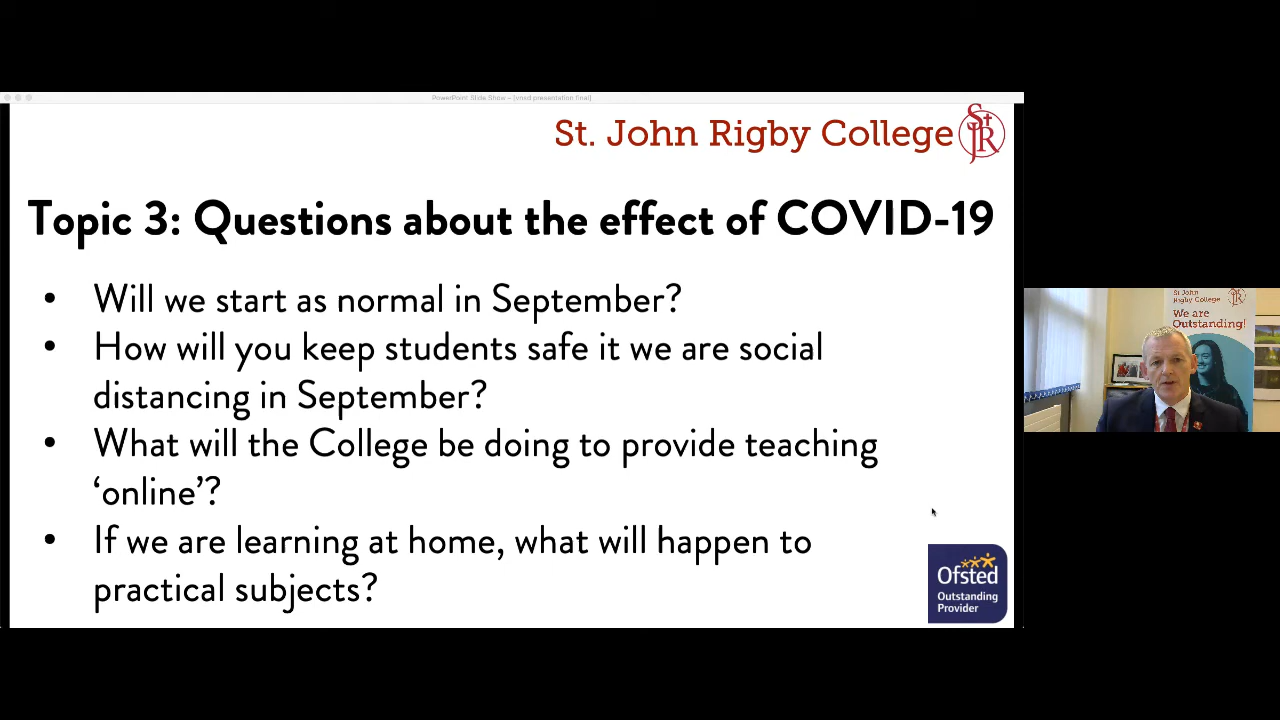 PowerPoint Slide Show - [vnsd presentation final]
St. John Rigby College
Topic 3: Questions about the effect of COVID-19
• Will we start as normal in September?
• How will you keep students safe it we are social
distancing in September?
• What will the College be doing to provide teaching
‘online’?
• If we are learning at home, what will happen to
practical subjects?
Ofsted
Outstanding
Provider
St John
Rigby College
We are
Outstanding!